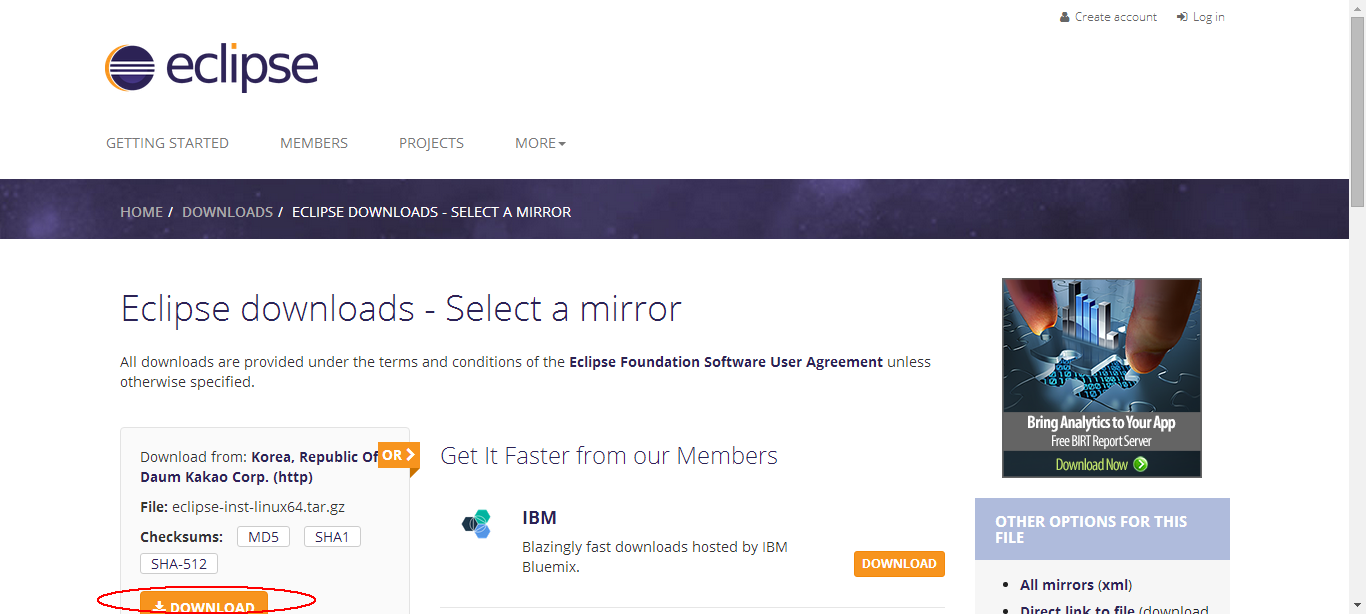 Create account
Log in
eclipse
GETTING STARTED
MEMBERS
PROJECTS
MORE
HOME / DOWNLOADS / ECLIPSE DOWNLOADS - SELECT A MIRROR
Eclipse downloads - Select a mirror
All downloads are provided under the terms and conditions of the Eclipse Foundation Software User Agreement unless
otherwise specified.
Download from: Korea, Republic Of
Daum Kakao Corp. (http)
File: eclipse-inst-linux64.tar.gz
Checksums: MD5 SHA1
SHA-512
DOWNLOAD
OR
Get It Faster from our Members
IBM
Blazingly fast downloads hosted by IBM
Bluemix.
DOWNLOAD
Bring Analytics to Your App
Free BIRT Report Server
Download Now
OTHER OPTIONS FOR THIS
FILE
All mirrors (xml)
Direct link to file (download